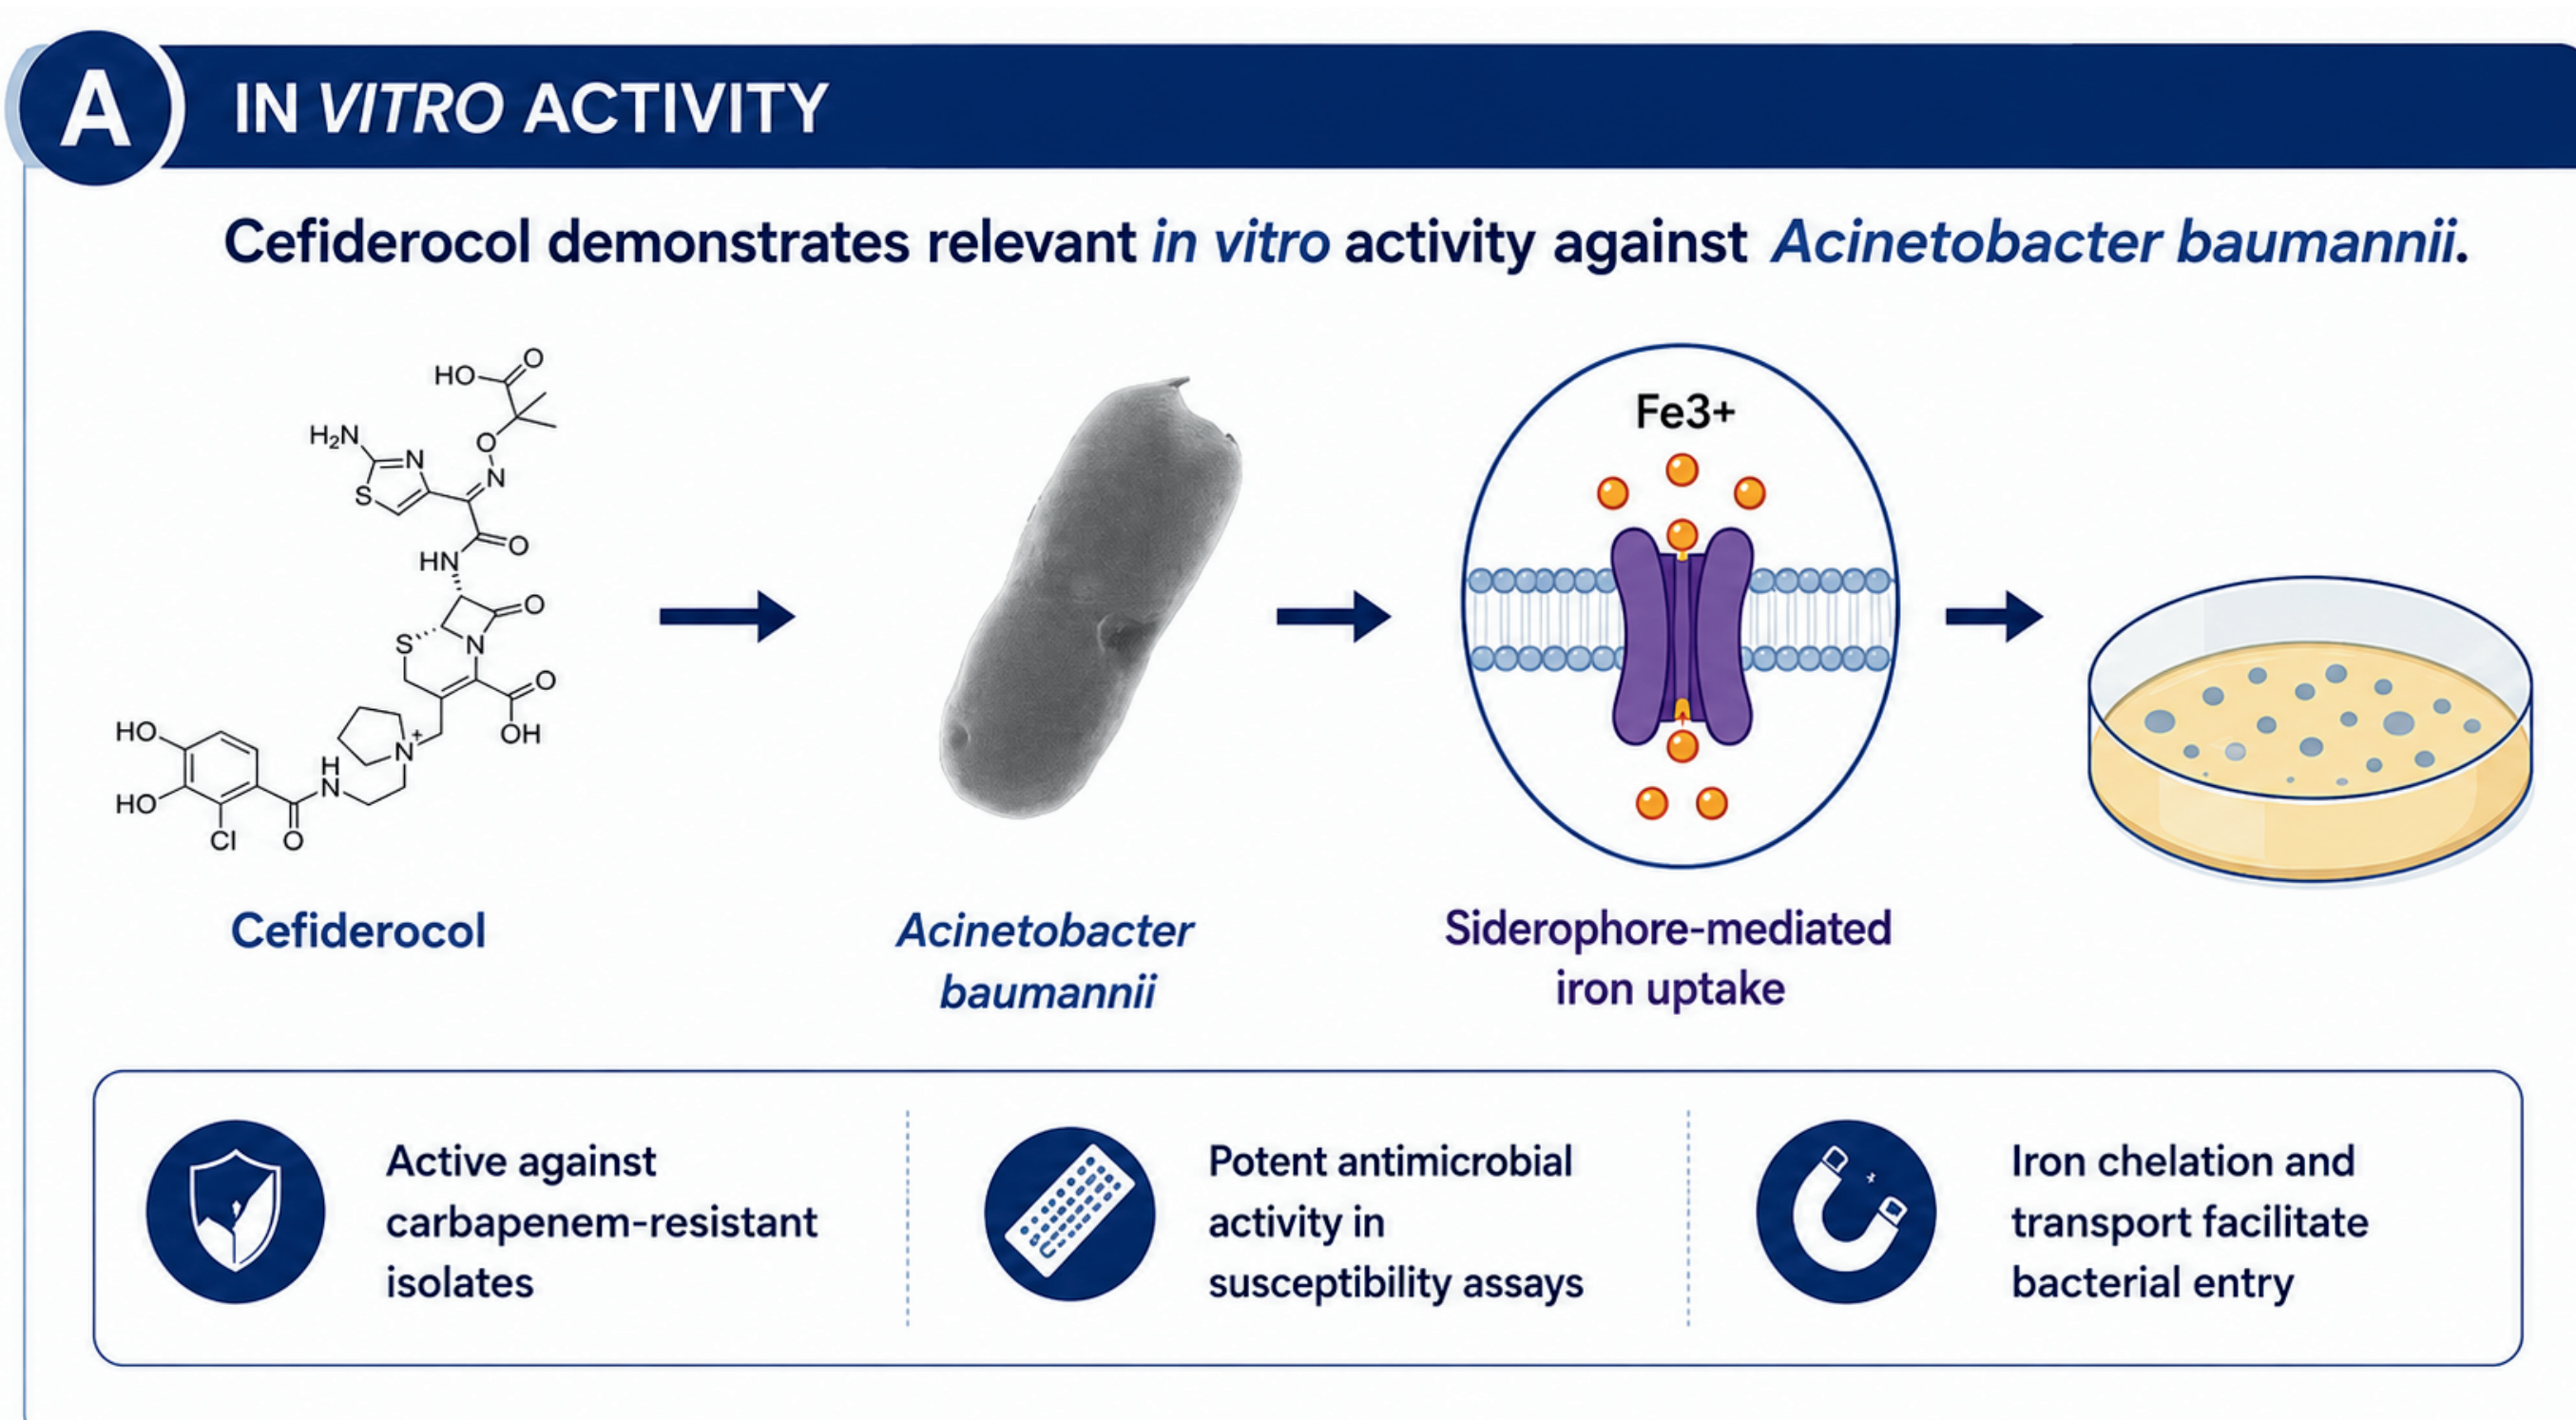 A
IN VITRO ACTIVITY
Cefiderocol demonstrates relevant in vitro activity against Acinetobacter baumannii.
HO
O
H₂N
N
O
N
S
HN
O
O
S
N
O
OH
HO
N+
H
N
HO
Cl
O
Fe3+
Cefiderocol
Acinetobacter
baumannii
Siderophore-mediated
iron uptake
Active against
carbapenem-resistant
isolates
Potent antimicrobial
activity in
susceptibility assays
Iron chelation and
transport facilitate
bacterial entry